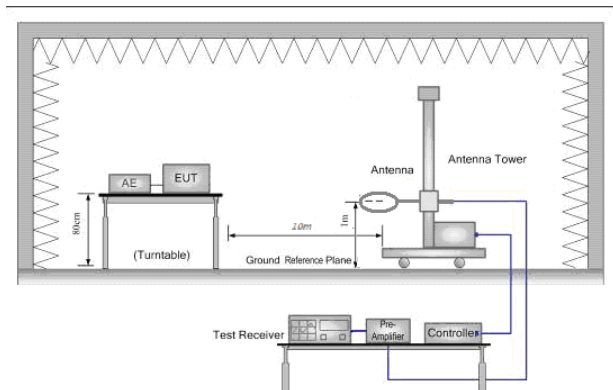 Antenna
Antenna Tower
AE
EUT
80cm
(Turntable)
10m
1m
Ground Reference Plane
Test Receiver
Pre-
Amplifier
Controller